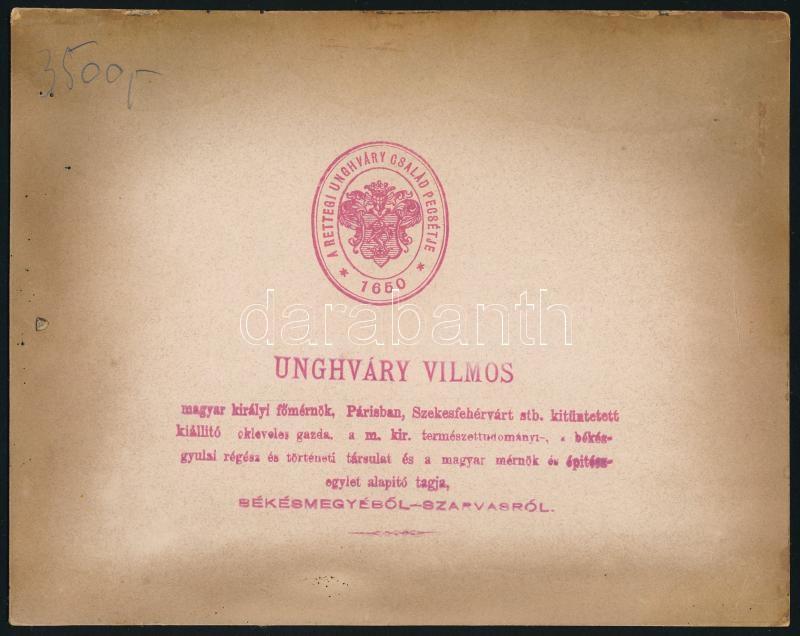 3500,-
A RETTEGI UNGHVÁRY CSALÁD PECSÉTJE
* 1650 *
darabanth
UNGHVÁRY VILMOS
magyar királyi főmérnök, Párisban, Szekesfehérvárt stb. kitüntetett
kiállitó okleveles gazda, a m. kir. természettudományi-, a békés-
gyulai régész és történeti társulat és a magyar mérnök és épitész-
egylet alapitó tagja,
BÉKÉSMEGYÉBŐL—SZARVASRÓL.